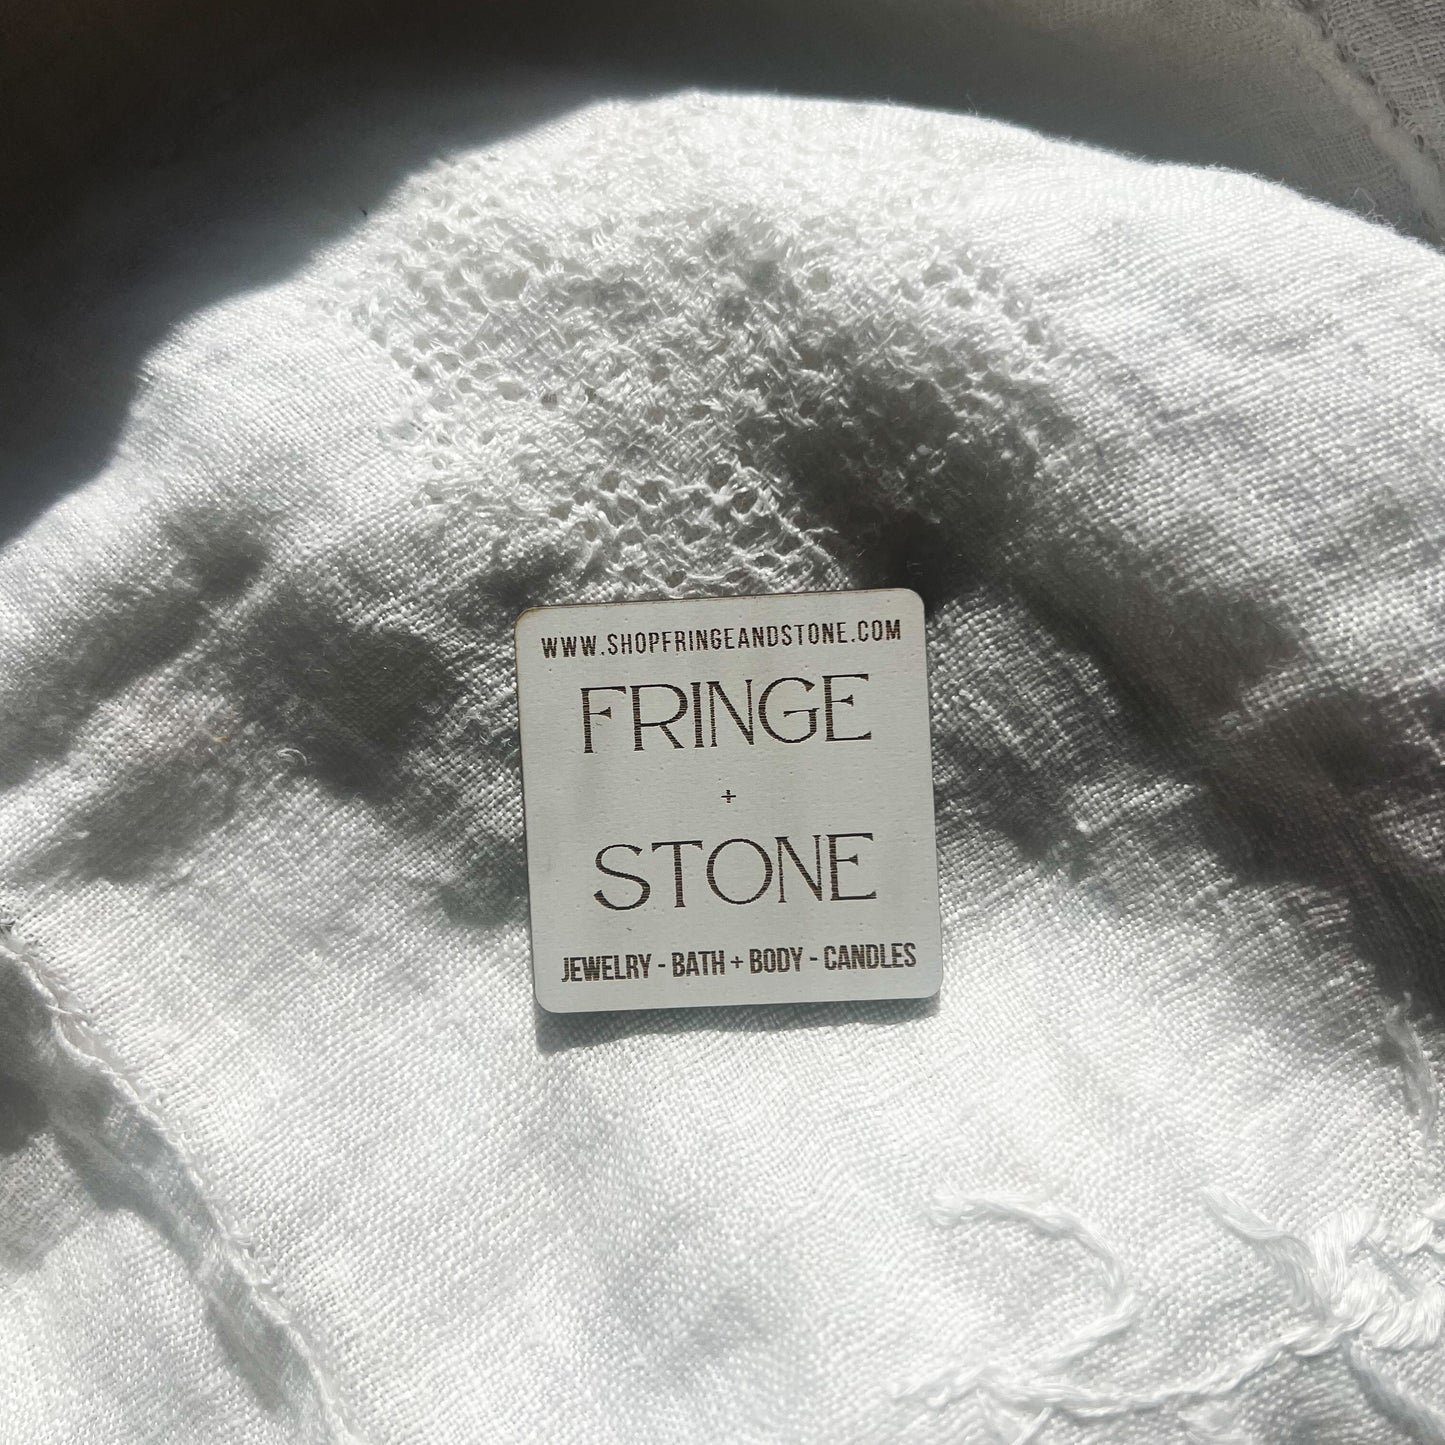 WWW.SHOPFRINGEANDSTONE.COM
FRINGE
+
STONE
JEWELRY - BATH + BODY - CANDLES